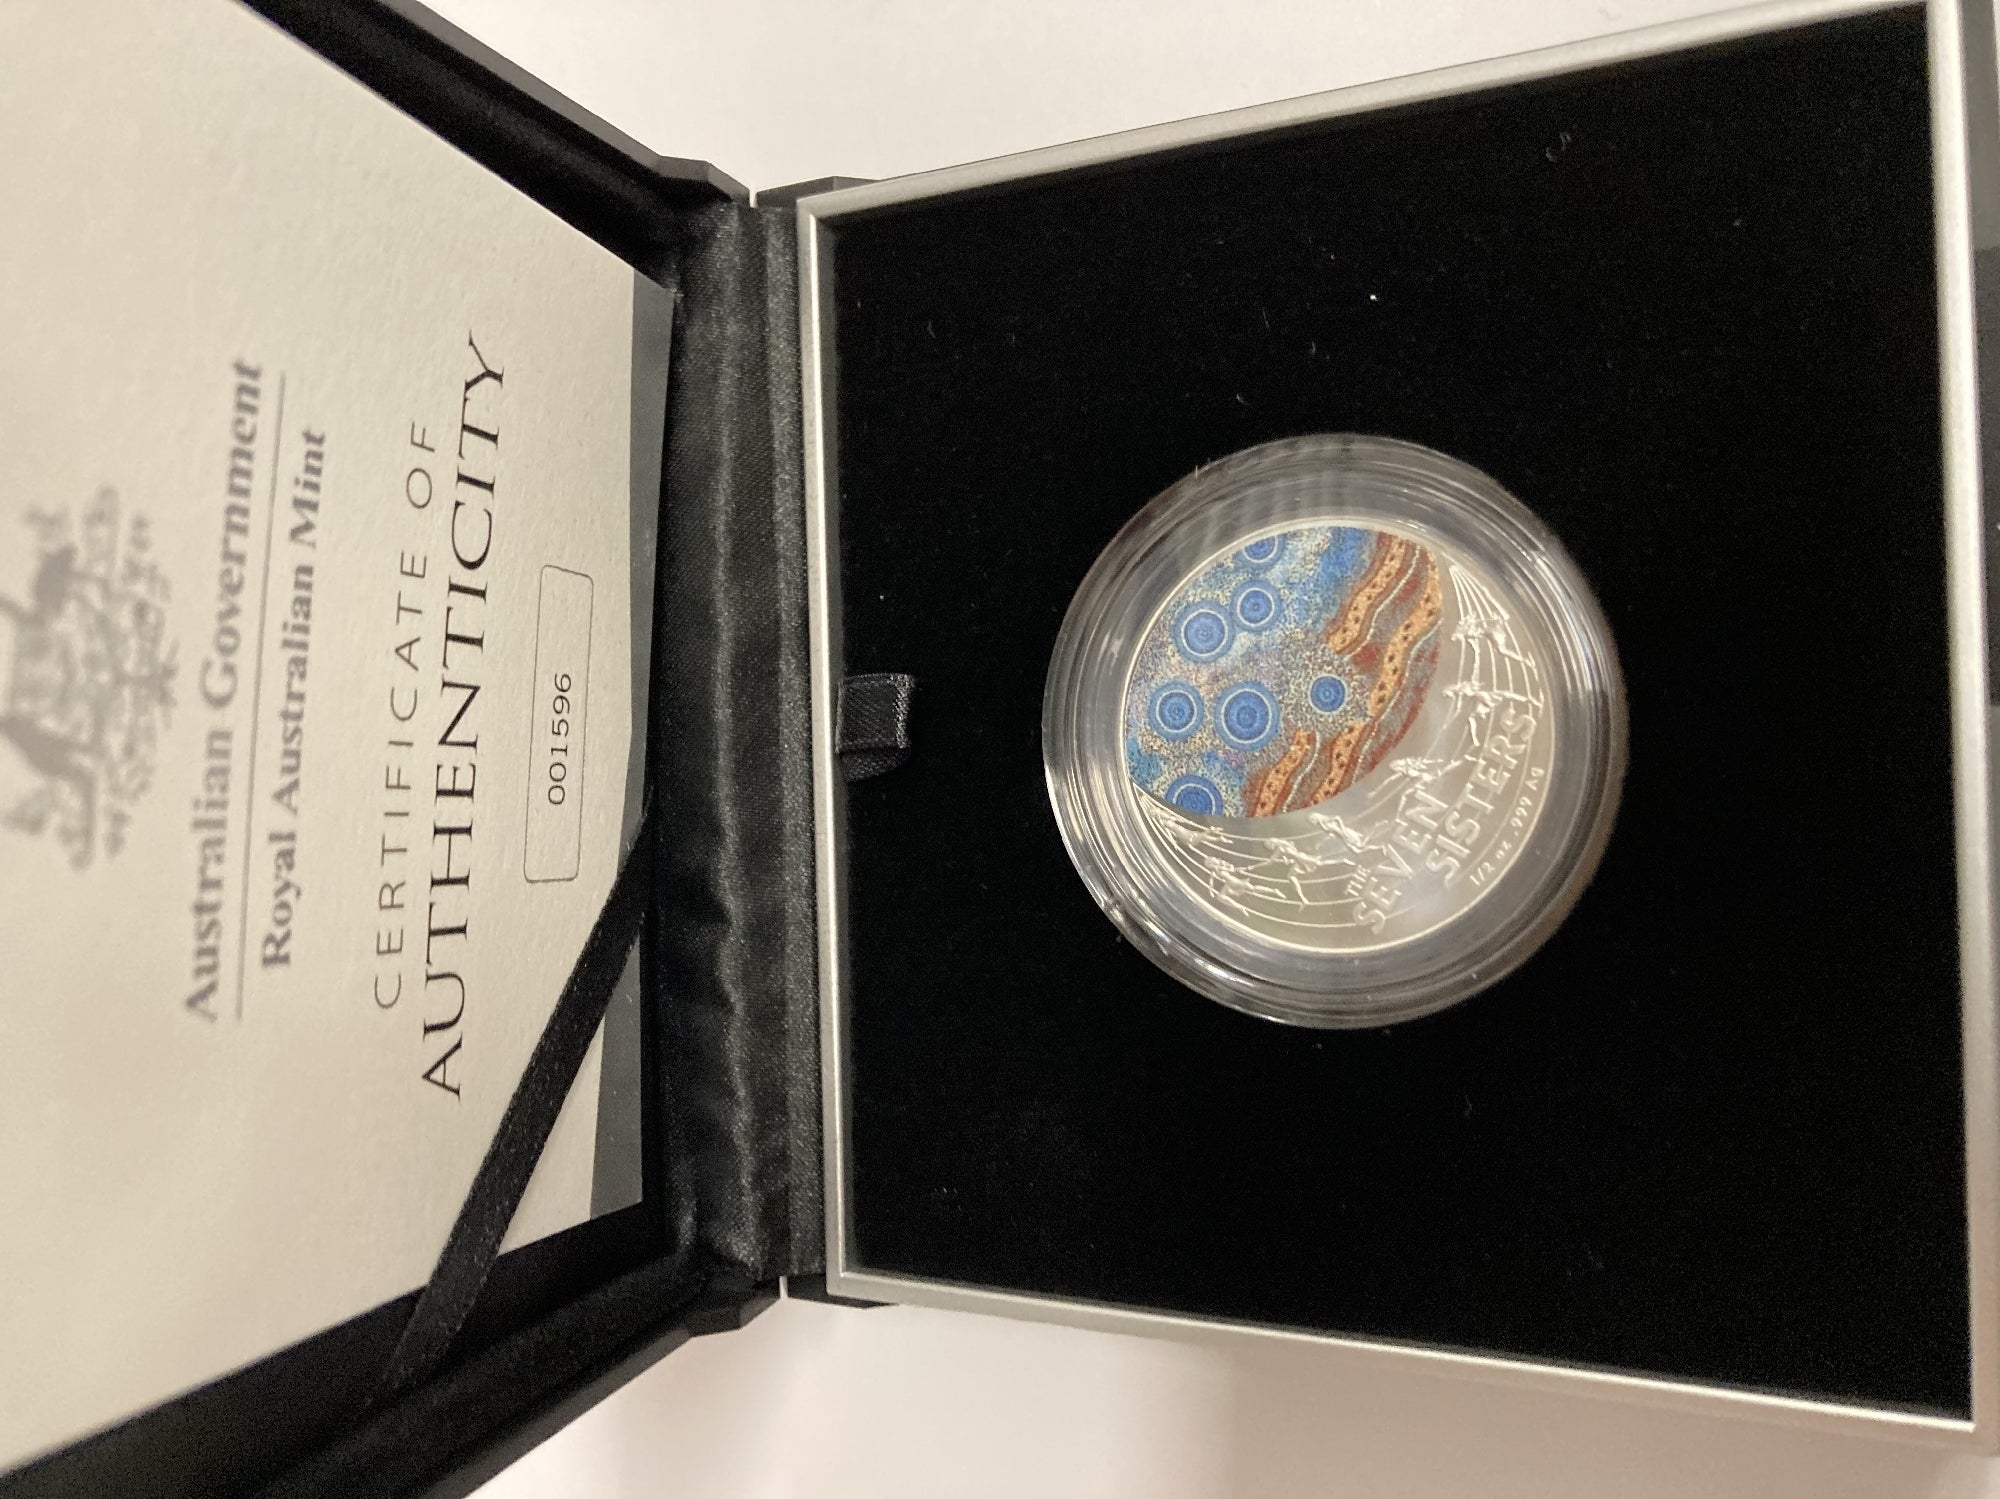 Australian Government
Royal Australian Mint
CERTIFICATE OF
AUTHENTICITY
001596
THE
SEVEN
SISTERS
1/2 oz .999 Ag